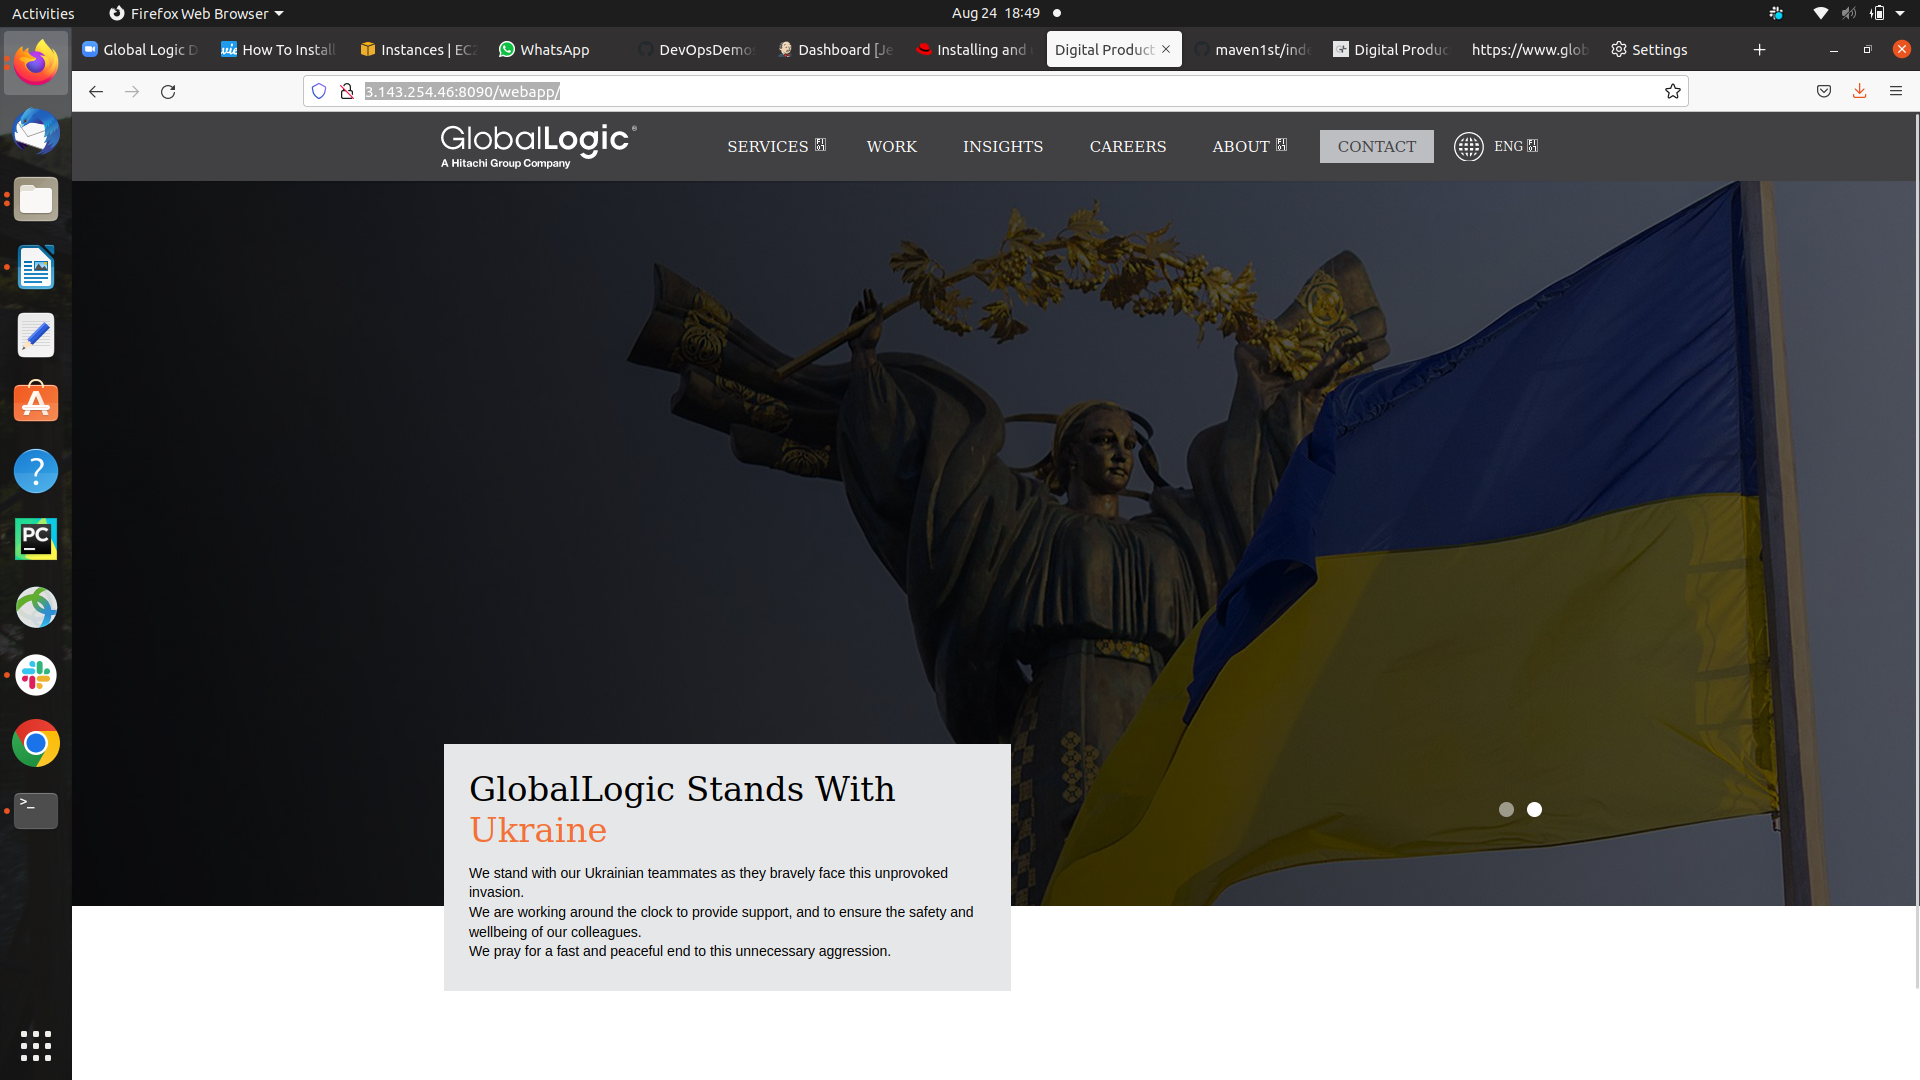 Activities
Firefox Web Browser
Aug 24 18:49
Global Logic D
How To Install
Instances | EC2
WhatsApp
DevOpsDemo
Dashboard [Je
Installing and
Digital Product
maven1st/inde
Digital Produc
https://www.glob
Settings
3.143.254.46:8090/webapp/
GlobalLogic®
A Hitachi Group Company
SERVICES
WORK
INSIGHTS
CAREERS
ABOUT
CONTACT
ENG
GlobalLogic Stands With
Ukraine
We stand with our Ukrainian teammates as they bravely face this unprovoked
invasion.
We are working around the clock to provide support, and to ensure the safety and
wellbeing of our colleagues.
We pray for a fast and peaceful end to this unnecessary aggression.
PC